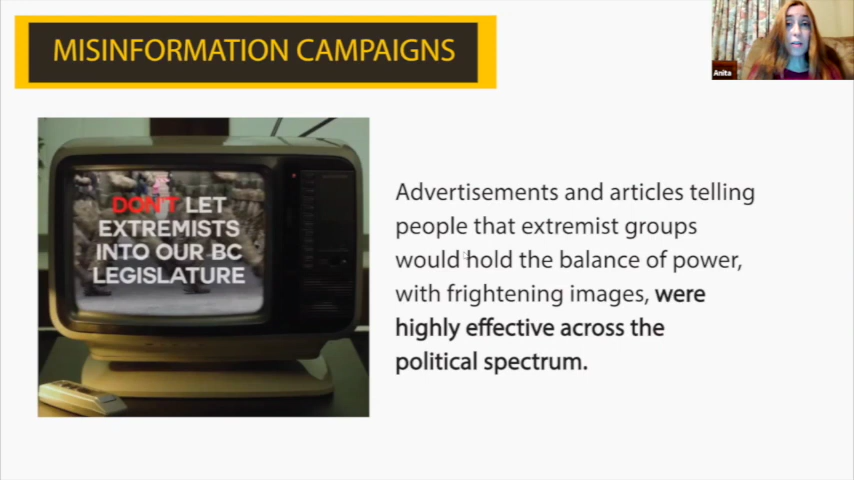 MISINFORMATION CAMPAIGNS
Anita
DON'T LET
EXTREMISTS
INTO OUR BC
LEGISLATURE
Advertisements and articles telling
people that extremist groups
would hold the balance of power,
with frightening images, were
highly effective across the
political spectrum.